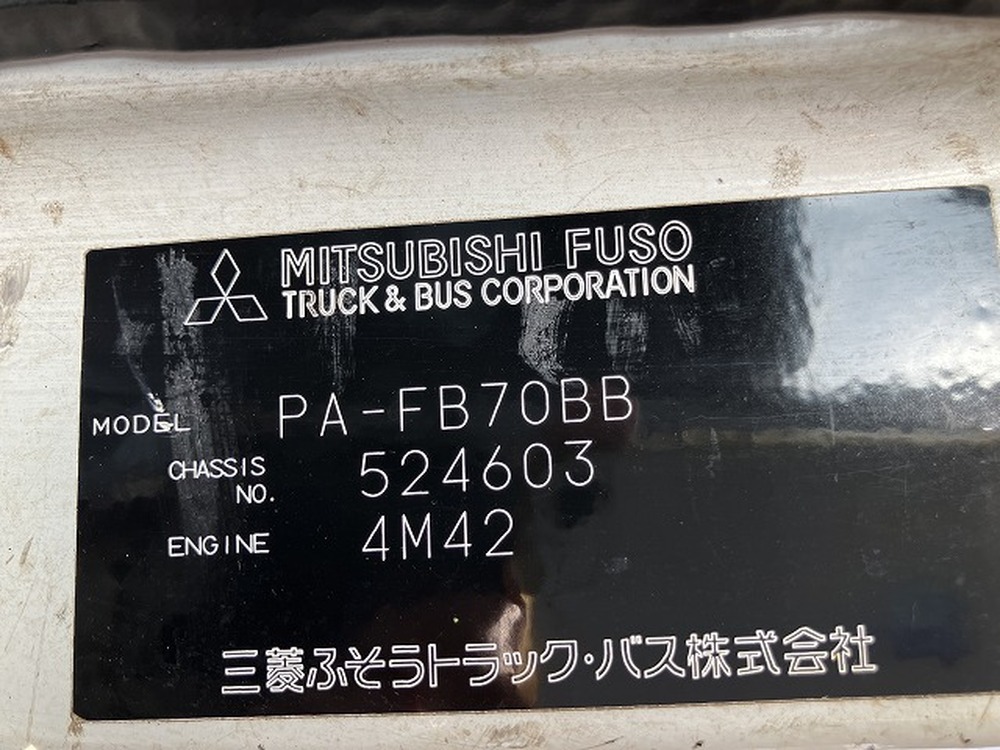 MITSUBISHI FUSO
TRUCK & BUS CORPORATION
MODEL PA-FB70BB
CHASSIS NO. 524603
ENGINE 4M42
三菱ふそうトラック・バス株式会社